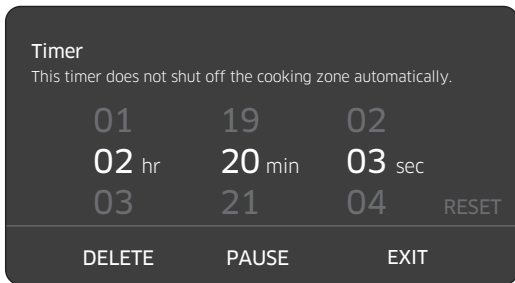 Timer
This timer does not shut off the cooking zone automatically.
01 19 02
02 hr 20 min 03 sec
03 21 04 RESET
DELETE PAUSE EXIT